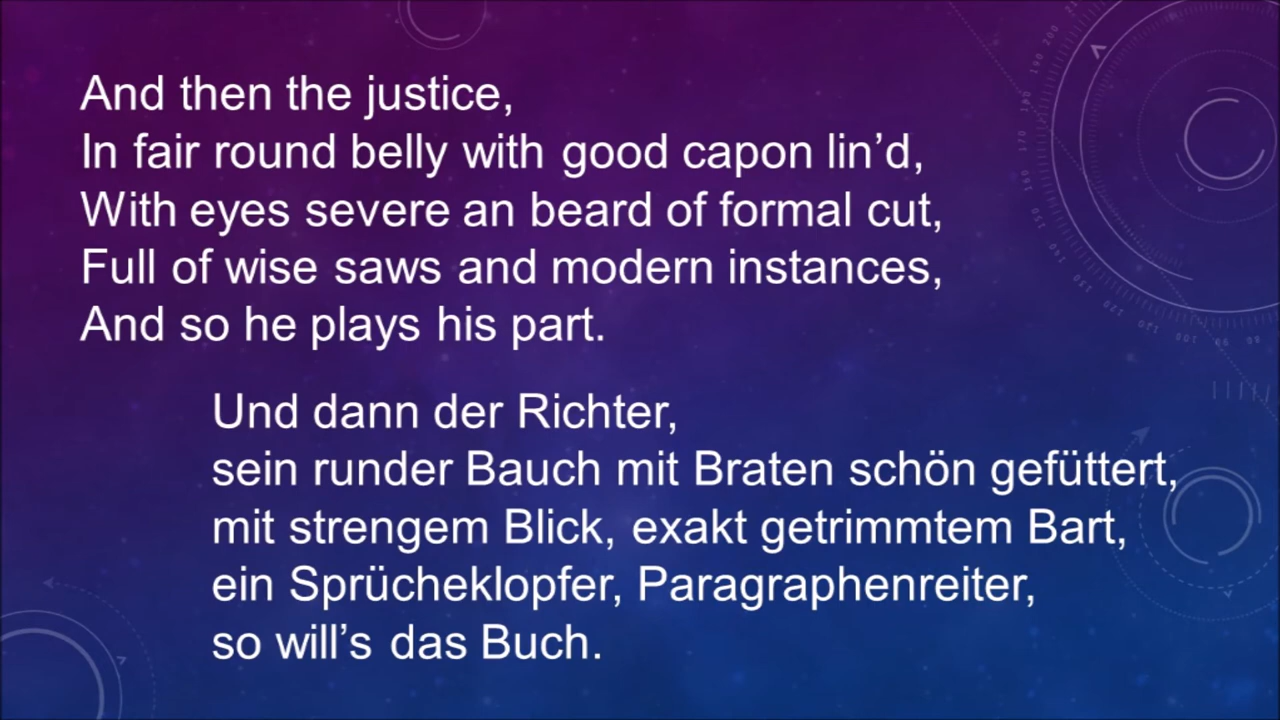 And then the justice,
In fair round belly with good capon lin’d,
With eyes severe an beard of formal cut,
Full of wise saws and modern instances,
And so he plays his part.
Und dann der Richter,
sein runder Bauch mit Braten schön gefüttert,
mit strengem Blick, exakt getrimmtem Bart,
ein Sprücheklopfer, Paragraphenreiter,
so will’s das Buch.